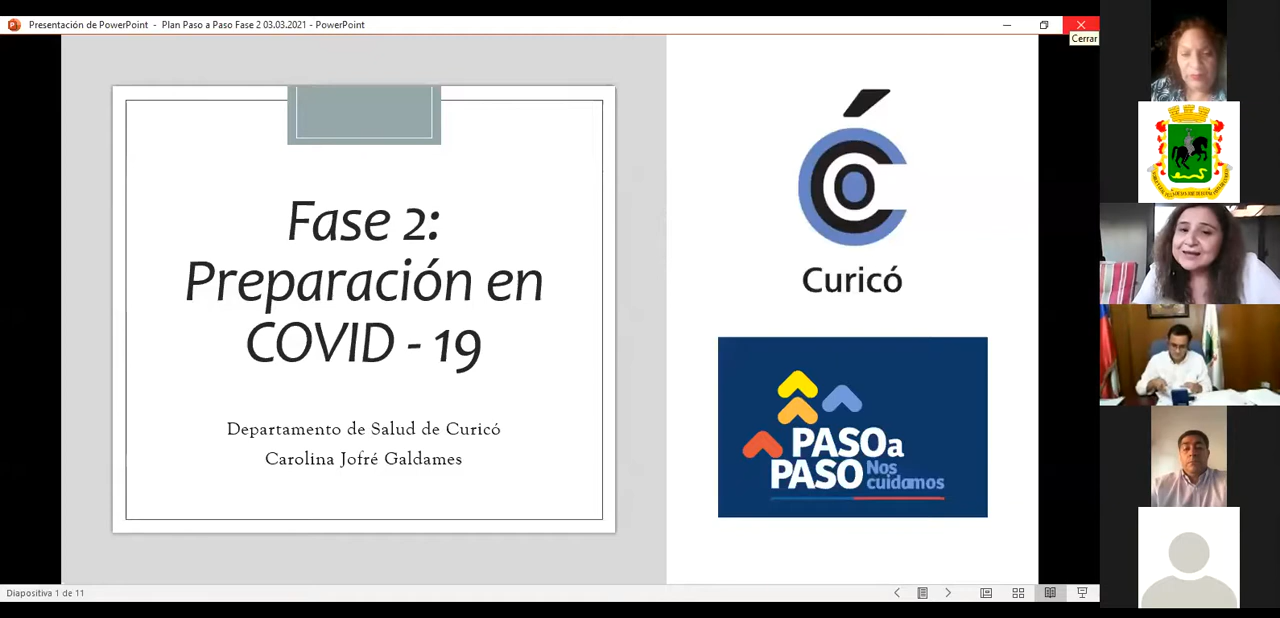 Presentación de PowerPoint - Plan Paso a Paso Fase 2 03.03.2021 - PowerPoint
Cerrar
Fase 2:
Preparación en
COVID - 19
Departamento de Salud de Curicó
Carolina Jofré Galdames
Curicó
PASOa
PASO Nos
cuidamos
Diapositiva 1 de 11